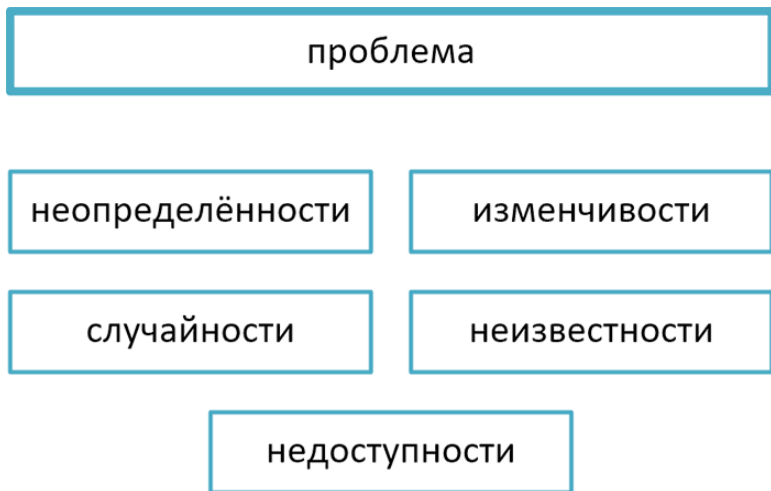 проблема
неопределённости
изменчивости
случайности
неизвестности
недоступности